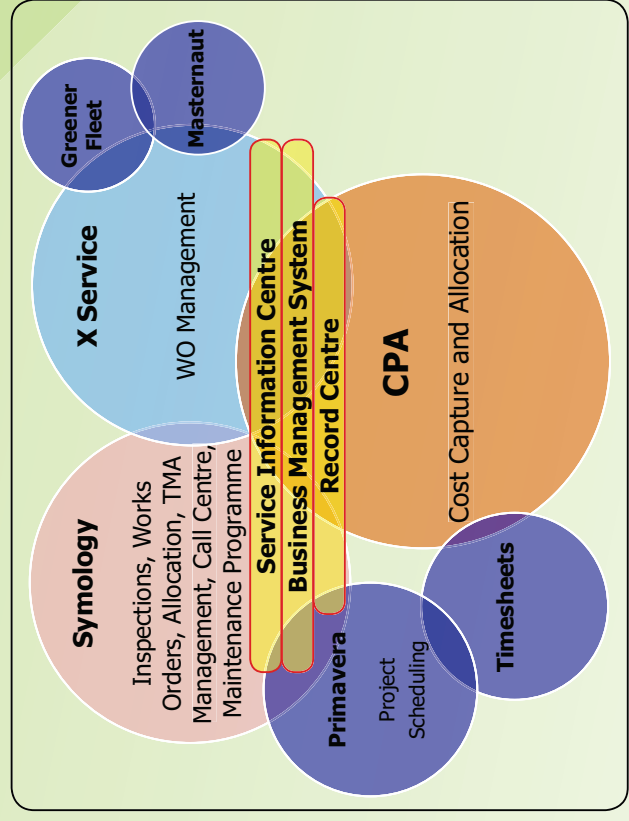 Symology
Inspections, Works
Orders, Allocation, TMA
Management, Call Centre,
Maintenance Programme
X Service
WO Management
Greener
Fleet
Masternaut
Service Information Centre
Business Management System
Record Centre
Primavera
Project
Scheduling
Timesheets
CPA
Cost Capture and Allocation